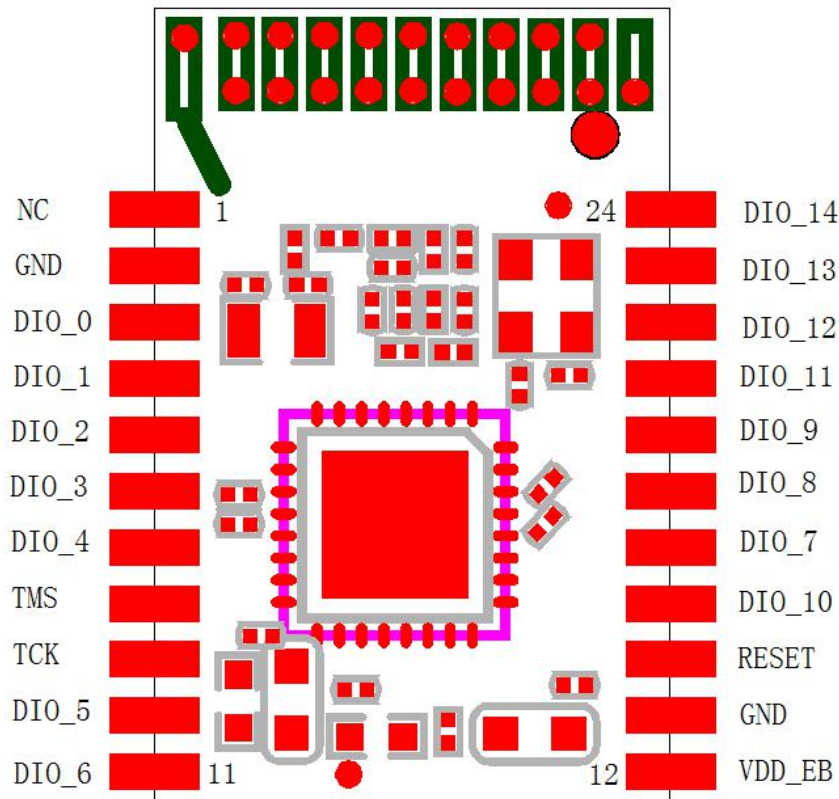 NC 1 24 DIO_14
GND DIO_13
DIO_0 DIO_12
DIO_1 DIO_11
DIO_2 DIO_9
DIO_3 DIO_8
DIO_4 DIO_7
TMS DIO_10
TCK RESET
DIO_5 GND
DIO_6 11 12 VDD_EB